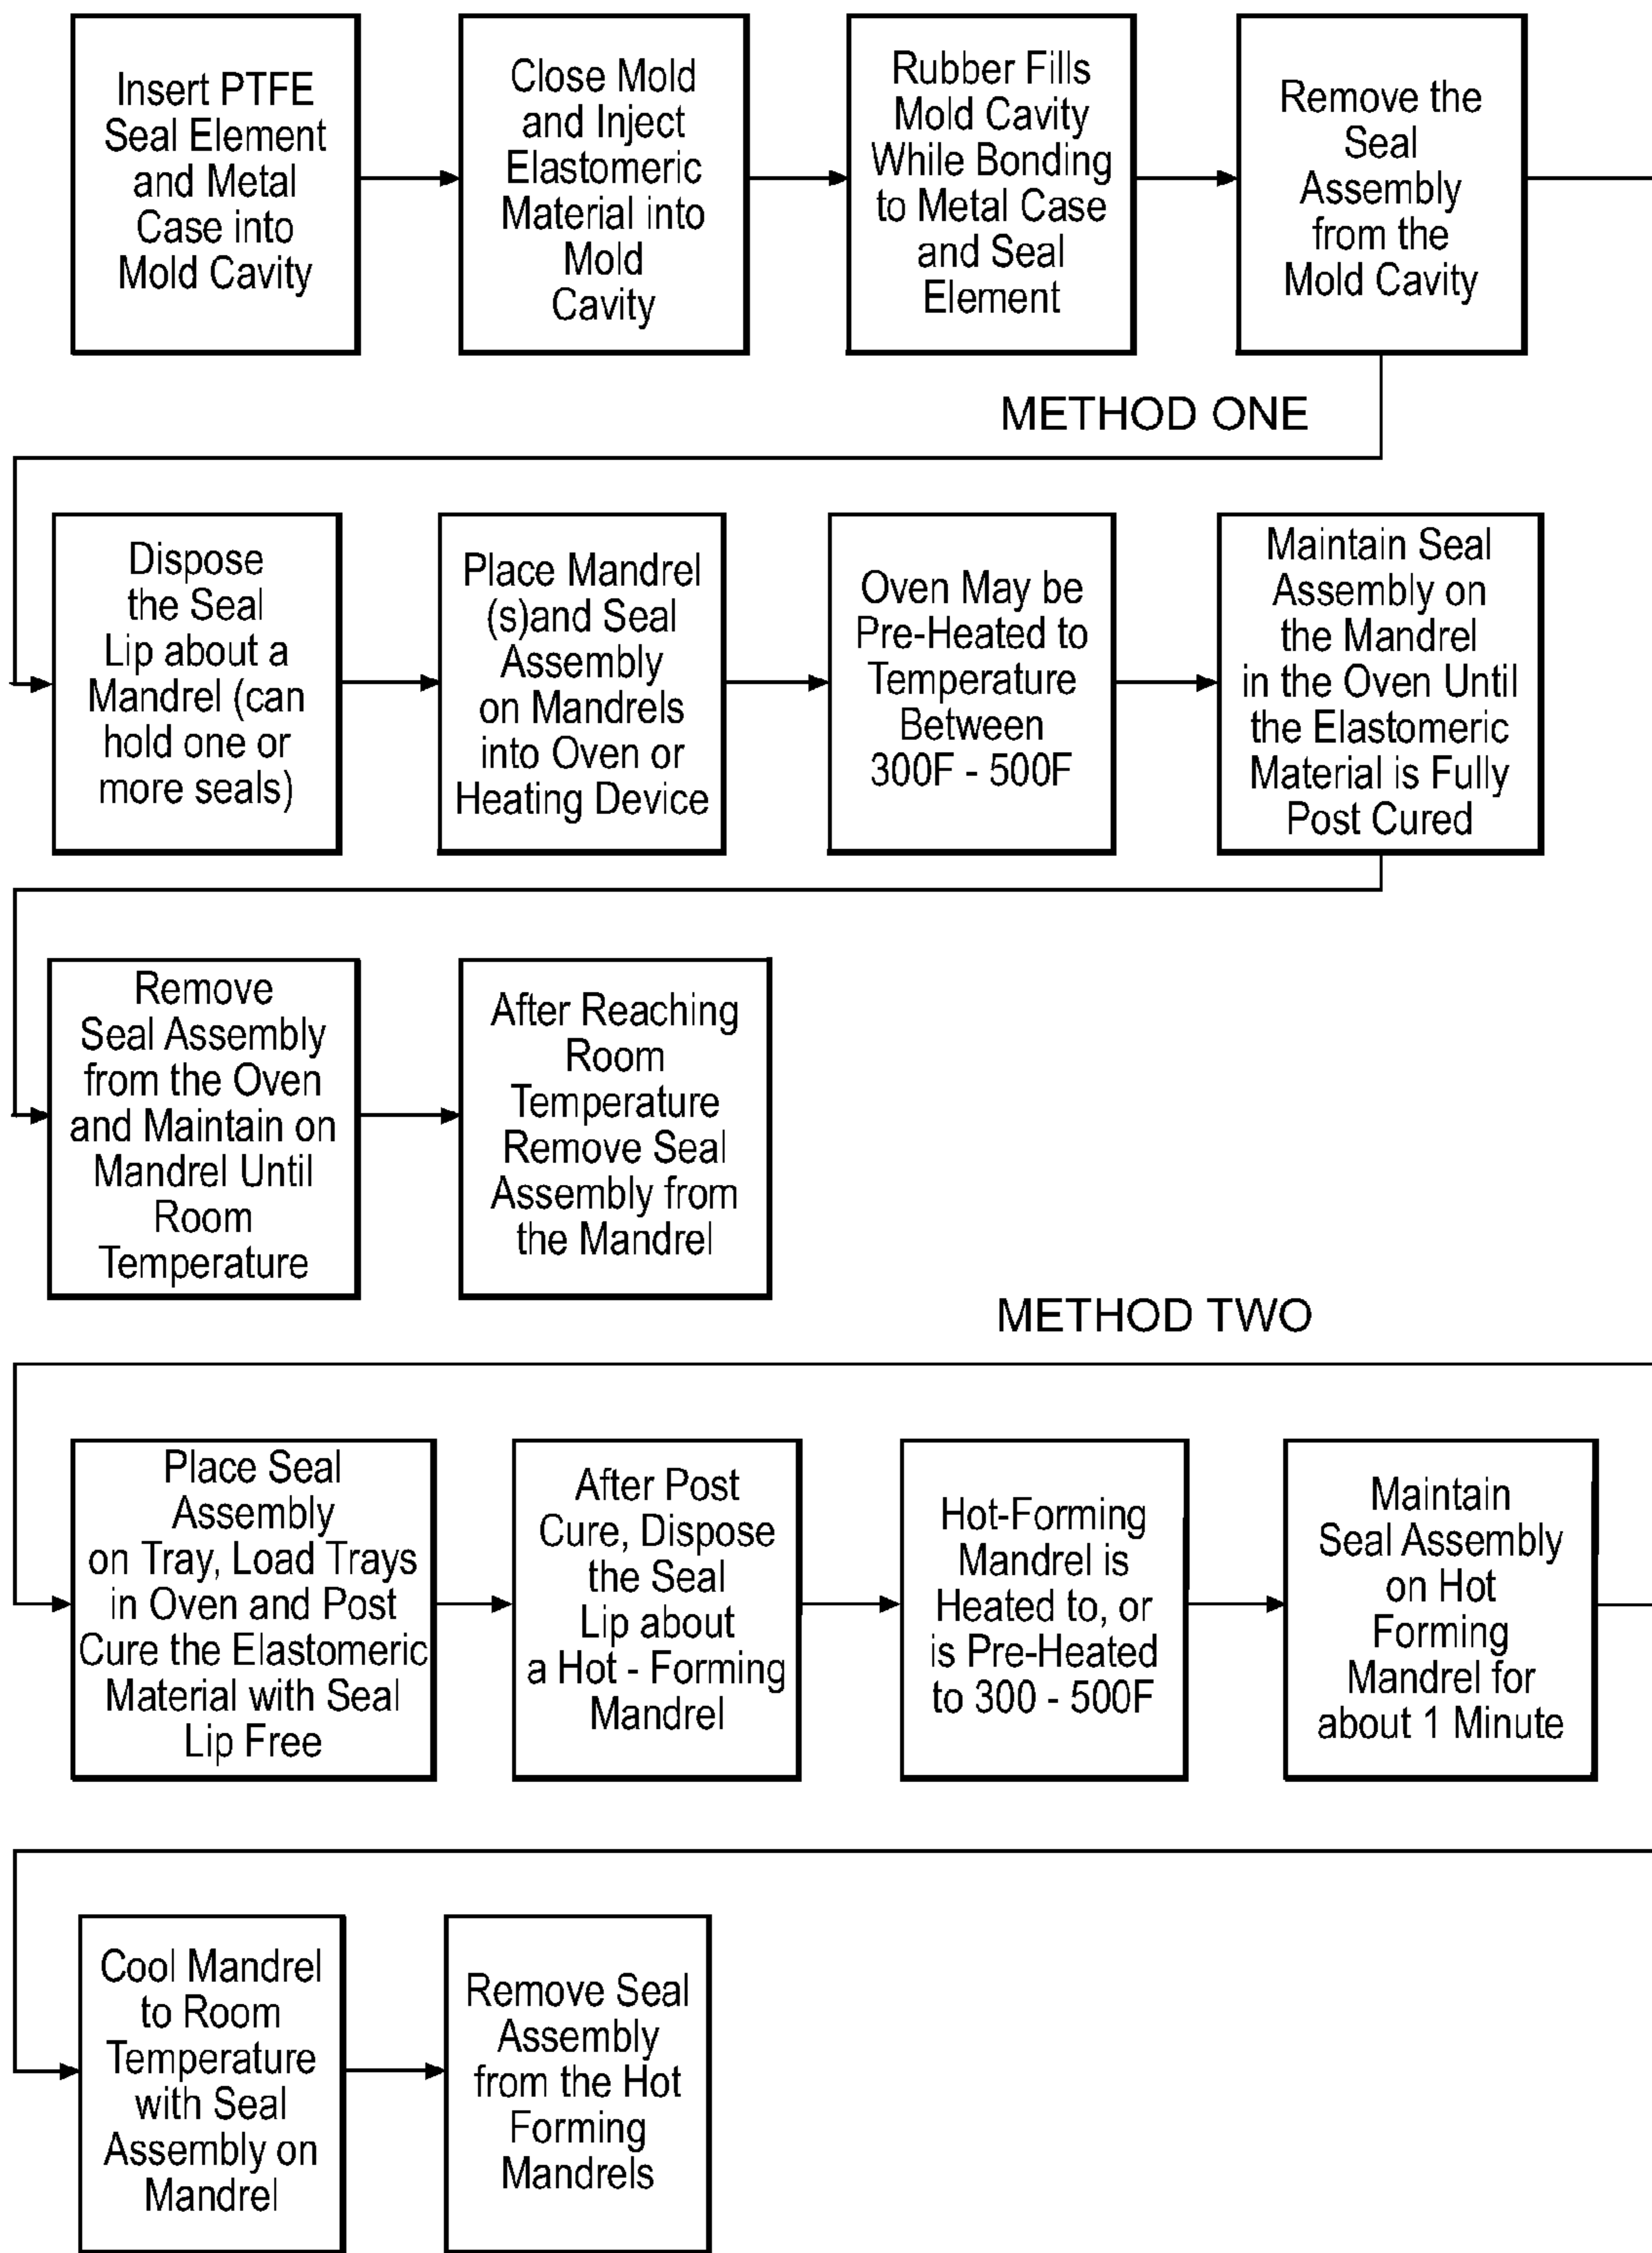 Insert PTFE
Seal Element
and Metal
Case into
Mold Cavity
Close Mold
and Inject
Elastomeric
Material into
Mold
Cavity
Rubber Fills
Mold Cavity
While Bonding
to Metal Case
and Seal
Element
Remove the
Seal
Assembly
from the
Mold Cavity
METHOD ONE
Dispose
the Seal
Lip about a
Mandrel (can
hold one or
more seals)
Place Mandrel
(s)and Seal
Assembly
on Mandrels
into Oven or
Heating Device
Oven May be
Pre-Heated to
Temperature
Between
300F - 500F
Maintain Seal
Assembly on
the Mandrel
in the Oven Until
the Elastomeric
Material is Fully
Post Cured
Remove
Seal Assembly
from the Oven
and Maintain on
Mandrel Until
Room
Temperature
After Reaching
Room
Temperature
Remove Seal
Assembly from
the Mandrel
METHOD TWO
Place Seal
Assembly
on Tray, Load Trays
in Oven and Post
Cure the Elastomeric
Material with Seal
Lip Free
After Post
Cure, Dispose
the Seal
Lip about
a Hot - Forming
Mandrel
Hot-Forming
Mandrel is
Heated to, or
is Pre-Heated
to 300 - 500F
Maintain
Seal Assembly
on Hot
Forming
Mandrel for
about 1 Minute
Cool Mandrel
to Room
Temperature
with Seal
Assembly on
Mandrel
Remove Seal
Assembly
from the Hot
Forming
Mandrels